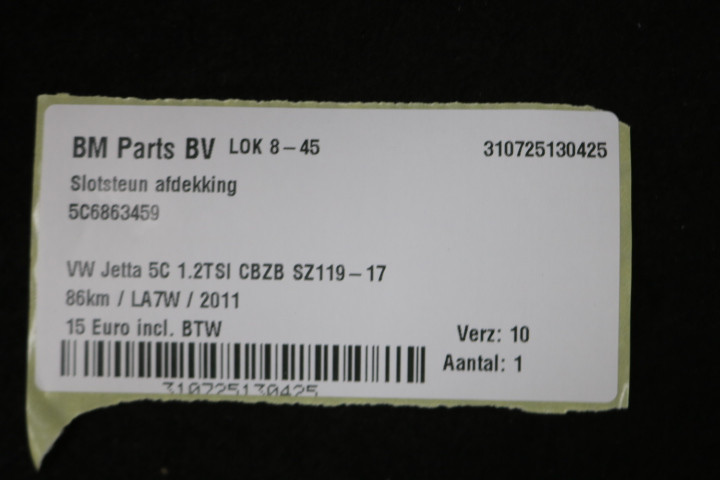 BM Parts BV LOK 8-45 310725130425
Slotsteun afdekking
5C6863459
VW Jetta 5C 1.2TSI CBZB SZ119-17
86km / LA7W / 2011
15 Euro incl. BTW
Verz: 10
Aantal: 1
310725130425